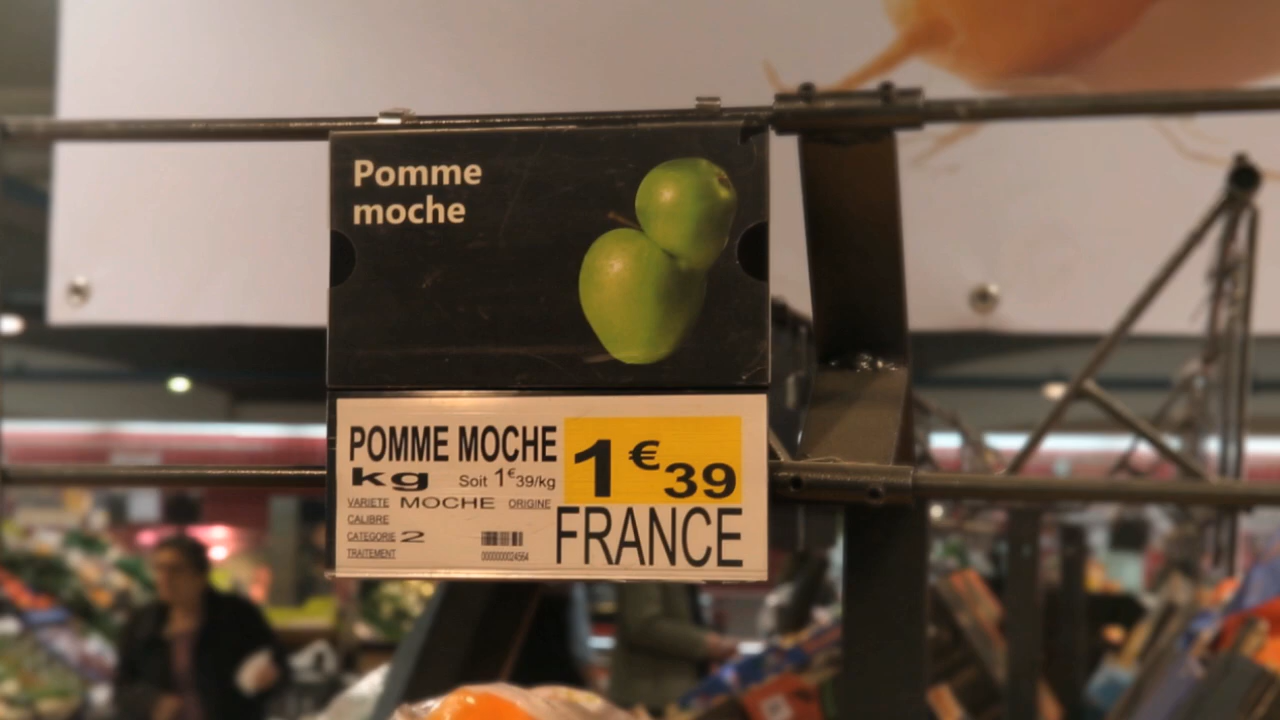 Pomme
moche
POMME MOCHE
1€39
kg Soit 1€39/kg
VARIETE MOCHE ORIGINE
FRANCE
CALIBRE
CATEGORIE 2
TRAITEMENT
0000000024564